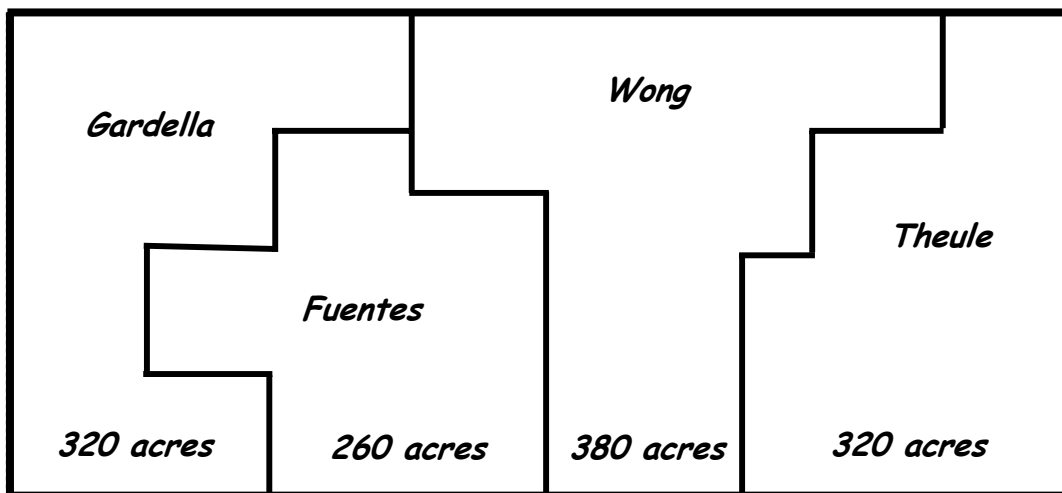 Gardella
Wong
Theule
Fuentes
320 acres
260 acres
380 acres
320 acres